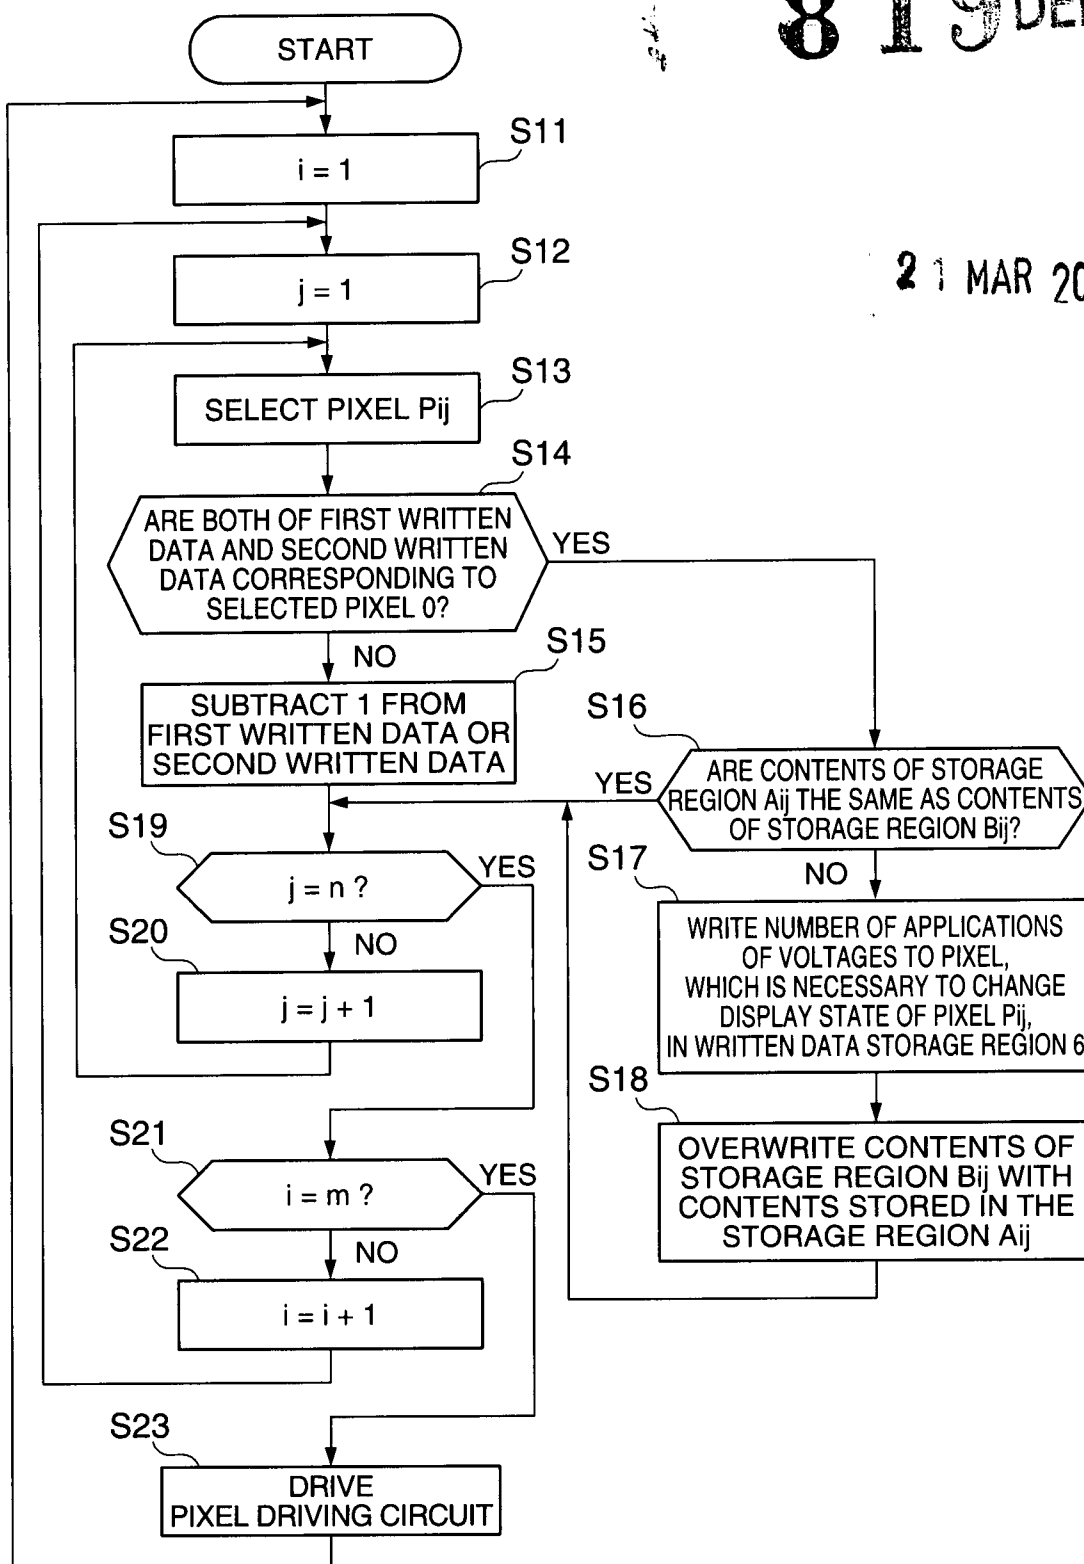 819 DE
START
S11
i = 1
S12
j = 1
21 MAR 20
S13
SELECT PIXEL Pij
S14
ARE BOTH OF FIRST WRITTEN
DATA AND SECOND WRITTEN
DATA CORRESPONDING TO
SELECTED PIXEL 0?
YES
NO
S15
SUBTRACT 1 FROM
FIRST WRITTEN DATA OR
SECOND WRITTEN DATA
S16
ARE CONTENTS OF STORAGE
REGION Aij THE SAME AS CONTENTS
OF STORAGE REGION Bij?
YES
NO
S17
WRITE NUMBER OF APPLICATIONS
OF VOLTAGES TO PIXEL,
WHICH IS NECESSARY TO CHANGE
DISPLAY STATE OF PIXEL Pij,
IN WRITTEN DATA STORAGE REGION 6
S18
OVERWRITE CONTENTS OF
STORAGE REGION Bij WITH
CONTENTS STORED IN THE
STORAGE REGION Aij
S19
j = n ?
YES
NO
S20
j = j + 1
S21
i = m ?
YES
NO
S22
i = i + 1
S23
DRIVE
PIXEL DRIVING CIRCUIT